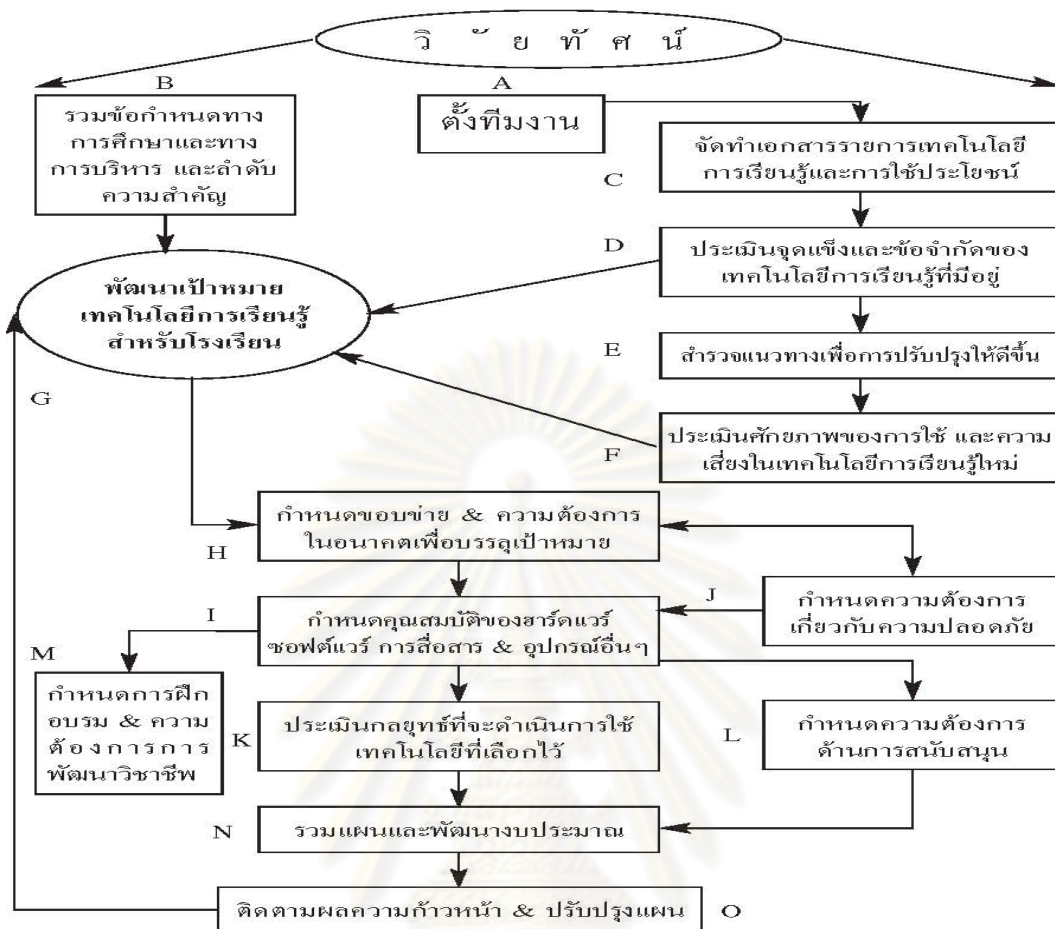 วิ ั ย ทั ศ น์
B
A
รวมข้อกำหนดทาง
การศึกษาและทาง
การบริหาร และลำดับ
ความสำคัญ
ตั้งทีมงาน
C
จัดทำเอกสารรายการเทคโนโลยี
การเรียนรู้และการใช้ประโยชน์
D
ประเมินจุดแข็งและข้อจำกัดของ
เทคโนโลยีการเรียนรู้ที่มีอยู่
พัฒนาเป้าหมาย
เทคโนโลยีการเรียนรู้
สำหรับโรงเรียน
E
สำรวจแนวทางเพื่อการปรับปรุงให้ดีขึ้น
G
F
ประเมินศักยภาพของการใช้ และความ
เสี่ยงในเทคโนโลยีการเรียนรู้ใหม่
H
กำหนดขอบข่าย & ความต้องการ
ในอนาคตเพื่อบรรลุเป้าหมาย
J
กำหนดความต้องการ
เกี่ยวกับความปลอดภัย
I
กำหนดคุณสมบัติของฮาร์ดแวร์
ซอฟต์แวร์ การสื่อสาร & อุปกรณ์อื่นๆ
M
กำหนดการฝึก
อบรม & ความ
ต้องการการ
พัฒนาวิชาชีพ
K
ประเมินกลยุทธ์ที่จะดำเนินการใช้
เทคโนโลยีที่เลือกไว้
L
กำหนดความต้องการ
ด้านการสนับสนุน
N
รวมแผนและพัฒนางบประมาณ
ติดตามผลความก้าวหน้า & ปรับปรุงแผน
O